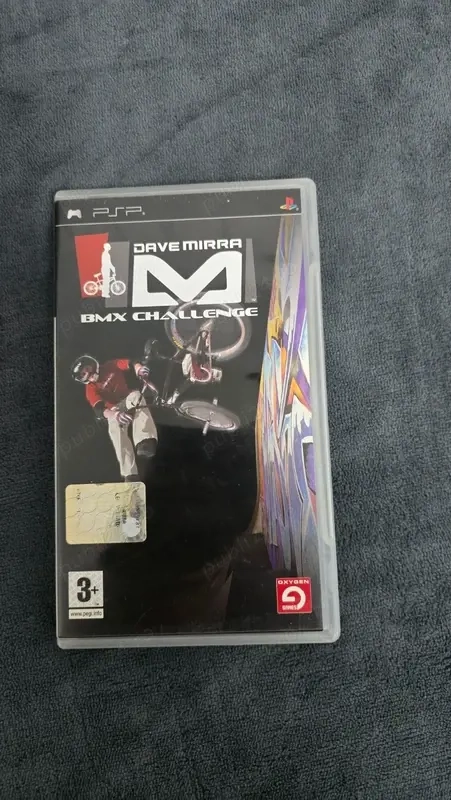 PSP
DAVE MIRRA
BMX CHALLENGE
3+
www.pegi.info
OXYGEN
GAMES